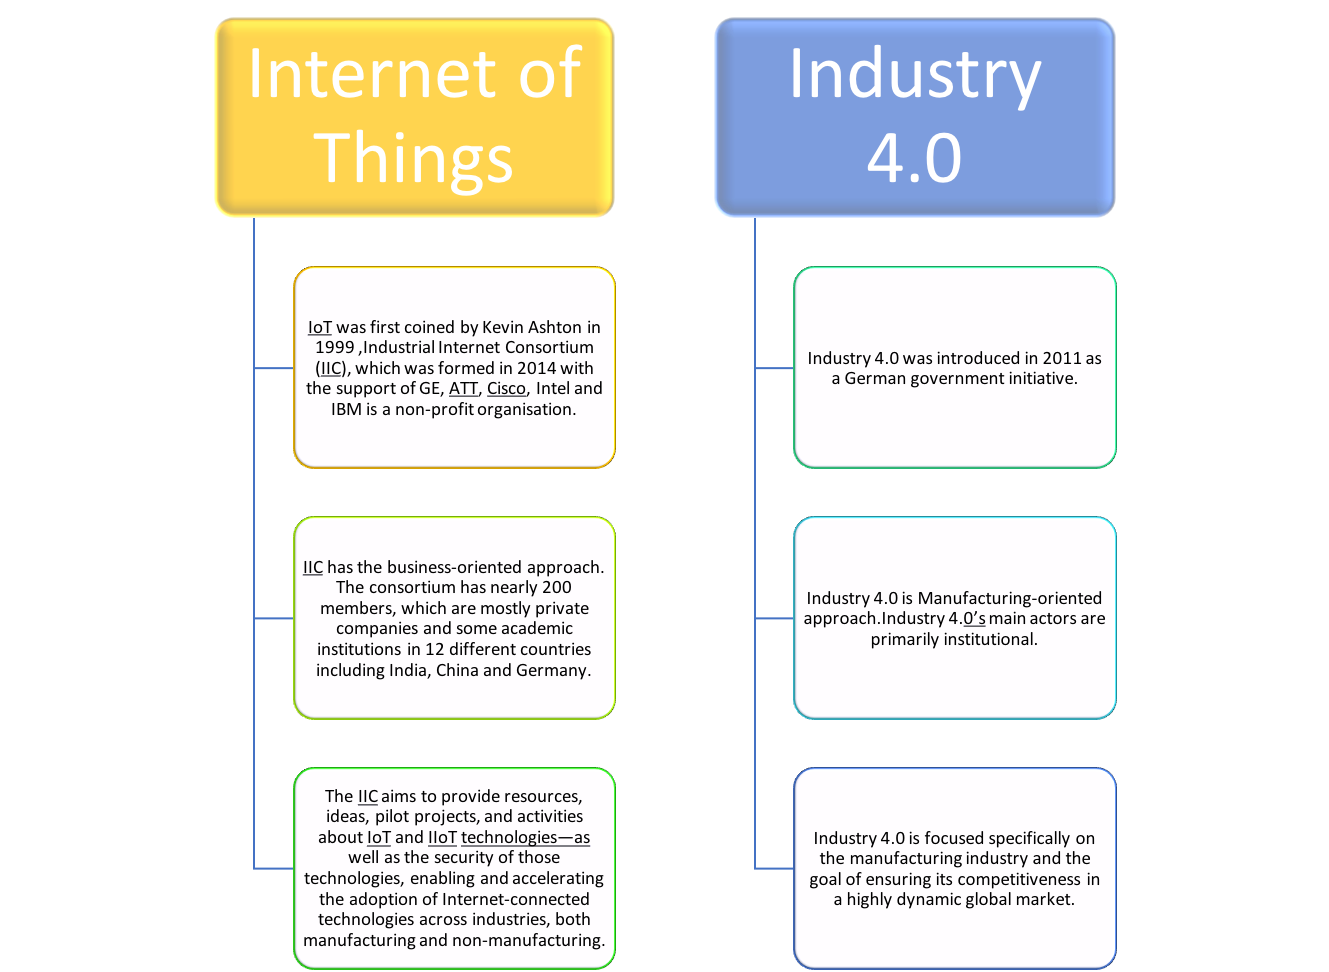 Internet of
Things
IoT was first coined by Kevin Ashton in
1999 ,Industrial Internet Consortium
(IIC), which was formed in 2014 with
the support of GE, ATT, Cisco, Intel and
IBM is a non-profit organisation.
IIC has the business-oriented approach.
The consortium has nearly 200
members, which are mostly private
companies and some academic
institutions in 12 different countries
including India, China and Germany.
The IIC aims to provide resources,
ideas, pilot projects, and activities
about IoT and IIoT technologies—as
well as the security of those
technologies, enabling and accelerating
the adoption of Internet-connected
technologies across industries, both
manufacturing and non-manufacturing.
Industry
4.0
Industry 4.0 was introduced in 2011 as
a German government initiative.
Industry 4.0 is Manufacturing-oriented
approach.Industry 4.0’s main actors are
primarily institutional.
Industry 4.0 is focused specifically on
the manufacturing industry and the
goal of ensuring its competitiveness in
a highly dynamic global market.